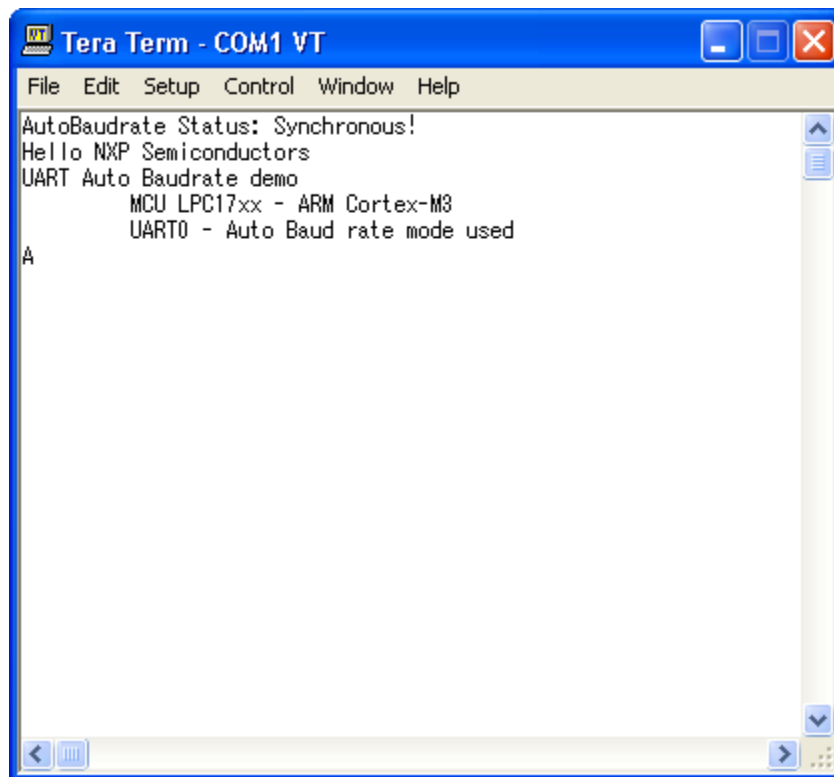 Tera Term - COM1 VT
File Edit Setup Control Window Help
AutoBaudrate Status: Synchronous!
Hello NXP Semiconductors
UART Auto Baudrate demo
MCU LPC17xx - ARM Cortex-M3
UART0 - Auto Baud rate mode used
A